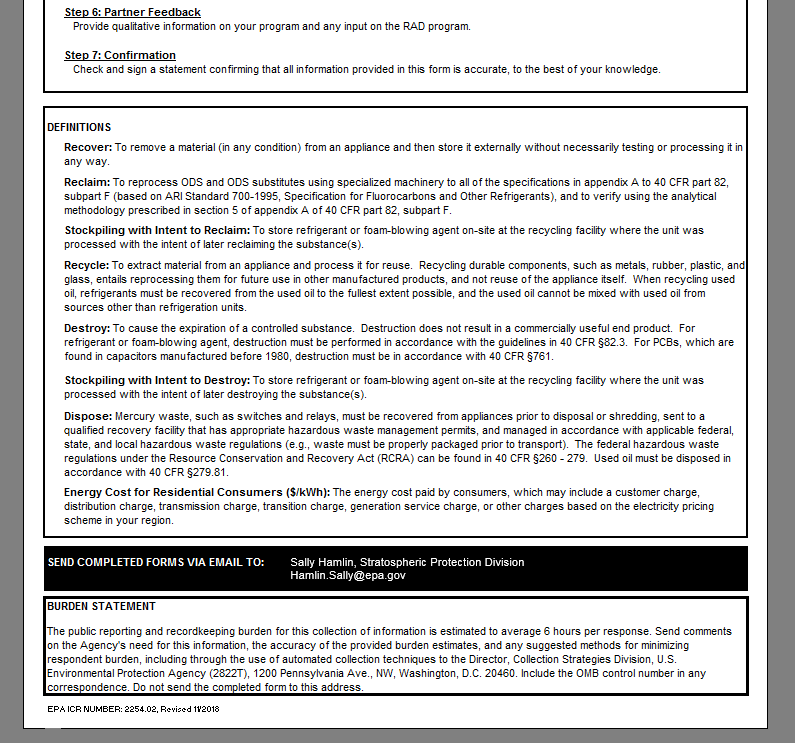 Step 6: Partner Feedback
Provide qualitative information on your program and any input on the RAD program.
Step 7: Confirmation
Check and sign a statement confirming that all information provided in this form is accurate, to the best of your knowledge.
DEFINITIONS
Recover: To remove a material (in any condition) from an appliance and then store it externally without necessarily testing or processing it in
any way.
Reclaim: To reprocess ODS and ODS substitutes using specialized machinery to all of the specifications in appendix A to 40 CFR part 82,
subpart F (based on ARI Standard 700-1995, Specification for Fluorocarbons and Other Refrigerants), and to verify using the analytical
methodology prescribed in section 5 of appendix A of 40 CFR part 82, subpart F.
Stockpiling with Intent to Reclaim: To store refrigerant or foam-blowing agent on-site at the recycling facility where the unit was
processed with the intent of later reclaiming the substance(s).
Recycle: To extract material from an appliance and process it for reuse.  Recycling durable components, such as metals, rubber, plastic, and
glass, entails reprocessing them for future use in other manufactured products, and not reuse of the appliance itself.  When recycling used
oil, refrigerants must be recovered from the used oil to the fullest extent possible, and the used oil cannot be mixed with used oil from
sources other than refrigeration units.
Destroy: To cause the expiration of a controlled substance.  Destruction does not result in a commercially useful end product.  For
refrigerant or foam-blowing agent, destruction must be performed in accordance with the guidelines in 40 CFR §82.3.  For PCBs, which are
found in capacitors manufactured before 1980, destruction must be in accordance with 40 CFR §761.
Stockpiling with Intent to Destroy: To store refrigerant or foam-blowing agent on-site at the recycling facility where the unit was
processed with the intent of later destroying the substance(s).
Dispose: Mercury waste, such as switches and relays, must be recovered from appliances prior to disposal or shredding, sent to a
qualified recovery facility that has appropriate hazardous waste management permits, and managed in accordance with applicable federal,
state, and local hazardous waste regulations (e.g., waste must be properly packaged prior to transport).  The federal hazardous waste
regulations under the Resource Conservation and Recovery Act (RCRA) can be found in 40 CFR §260 - 279.  Used oil must be disposed in
accordance with 40 CFR §279.81.
Energy Cost for Residential Consumers ($/kWh): The energy cost paid by consumers, which may include a customer charge,
distribution charge, transmission charge, transition charge, generation service charge, or other charges based on the electricity pricing
scheme in your region.
SEND COMPLETED FORMS VIA EMAIL TO: Sally Hamlin, Stratospheric Protection Division
Hamlin.Sally@epa.gov
BURDEN STATEMENT
The public reporting and recordkeeping burden for this collection of information is estimated to average 6 hours per response. Send comments
on the Agency's need for this information, the accuracy of the provided burden estimates, and any suggested methods for minimizing
respondent burden, including through the use of automated collection techniques to the Director, Collection Strategies Division, U.S.
Environmental Protection Agency (2822T), 1200 Pennsylvania Ave., NW, Washington, D.C. 20460. Include the OMB control number in any
correspondence. Do not send the completed form to this address.
EPA ICR NUMBER: 2254.02, Revised 11/2018